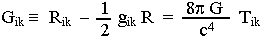 Gᵢₖ ≡ Rᵢₖ − 1/2 gᵢₖ R = 8π G/c⁴ Tᵢₖ